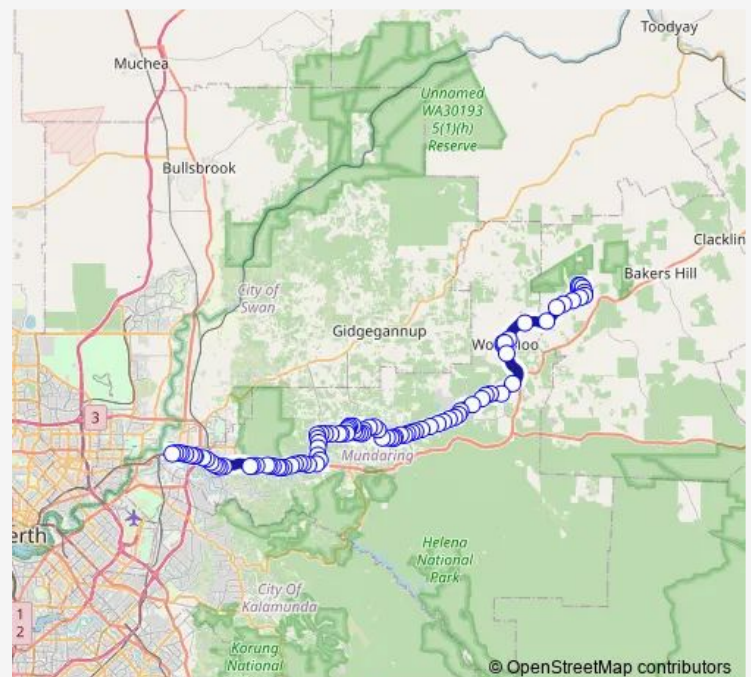 Toodyay
Muchea
Unnamed
WA30193
5(1)(h)
Reserve
Bullsbrook
Clacklin
Bakers Hill
City of
Swan
Gidgegannup
3
Mundaring
erth
Helena
National
Park
City Of
Kalamunda
1
2
Korung
National
© OpenStreetMap contributors